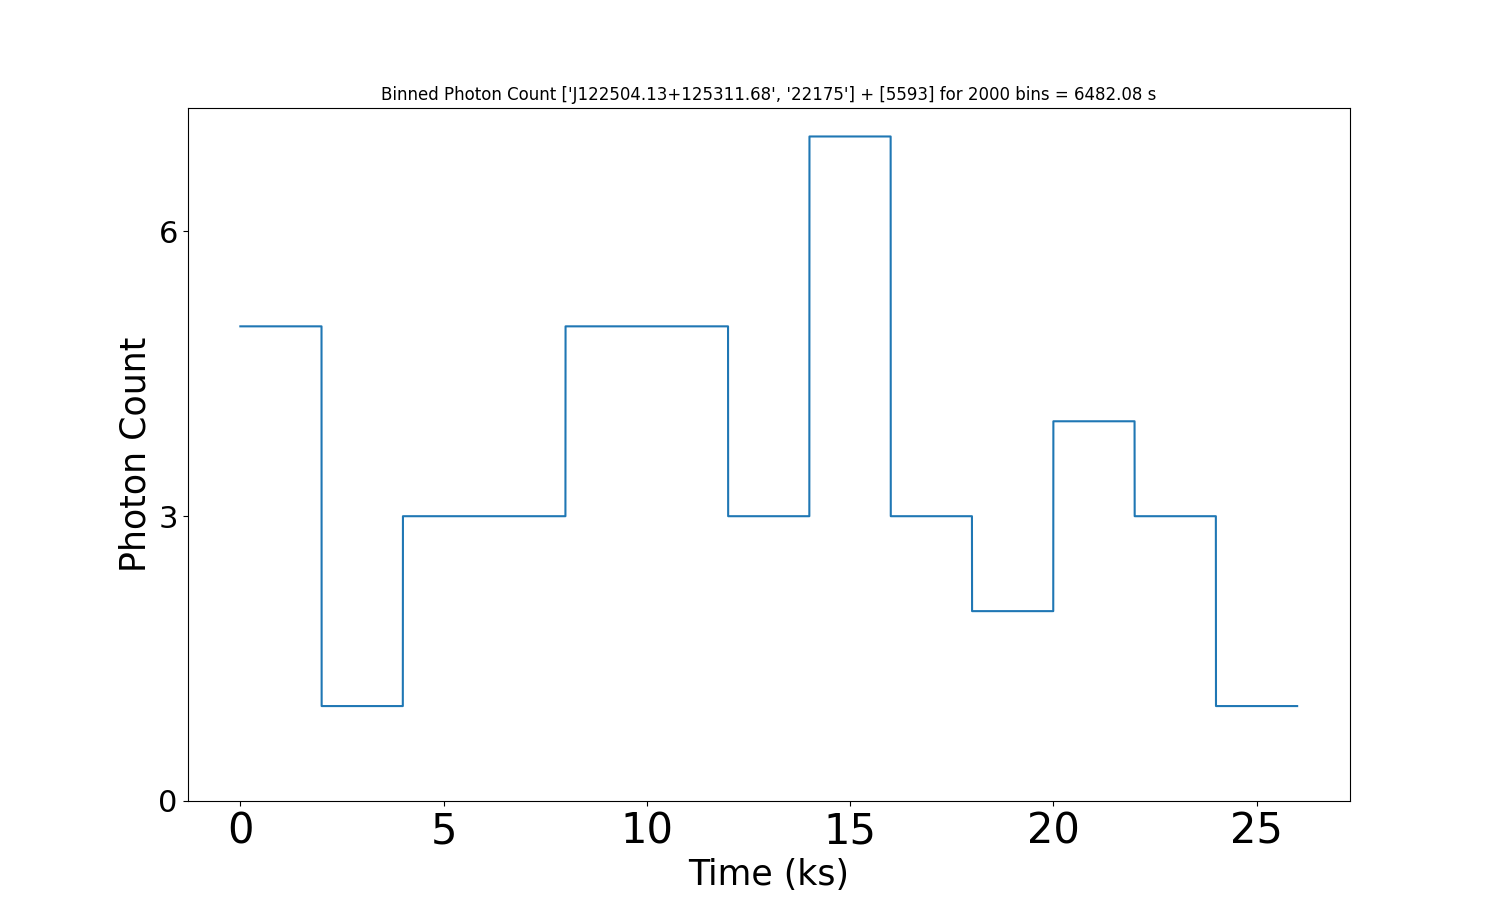 Binned Photon Count ['J122504.13+125311.68', '22175'] + [5593] for 2000 bins = 6482.08 s
6
3
0
Photon Count
0 5 10 15 20 25
Time (ks)